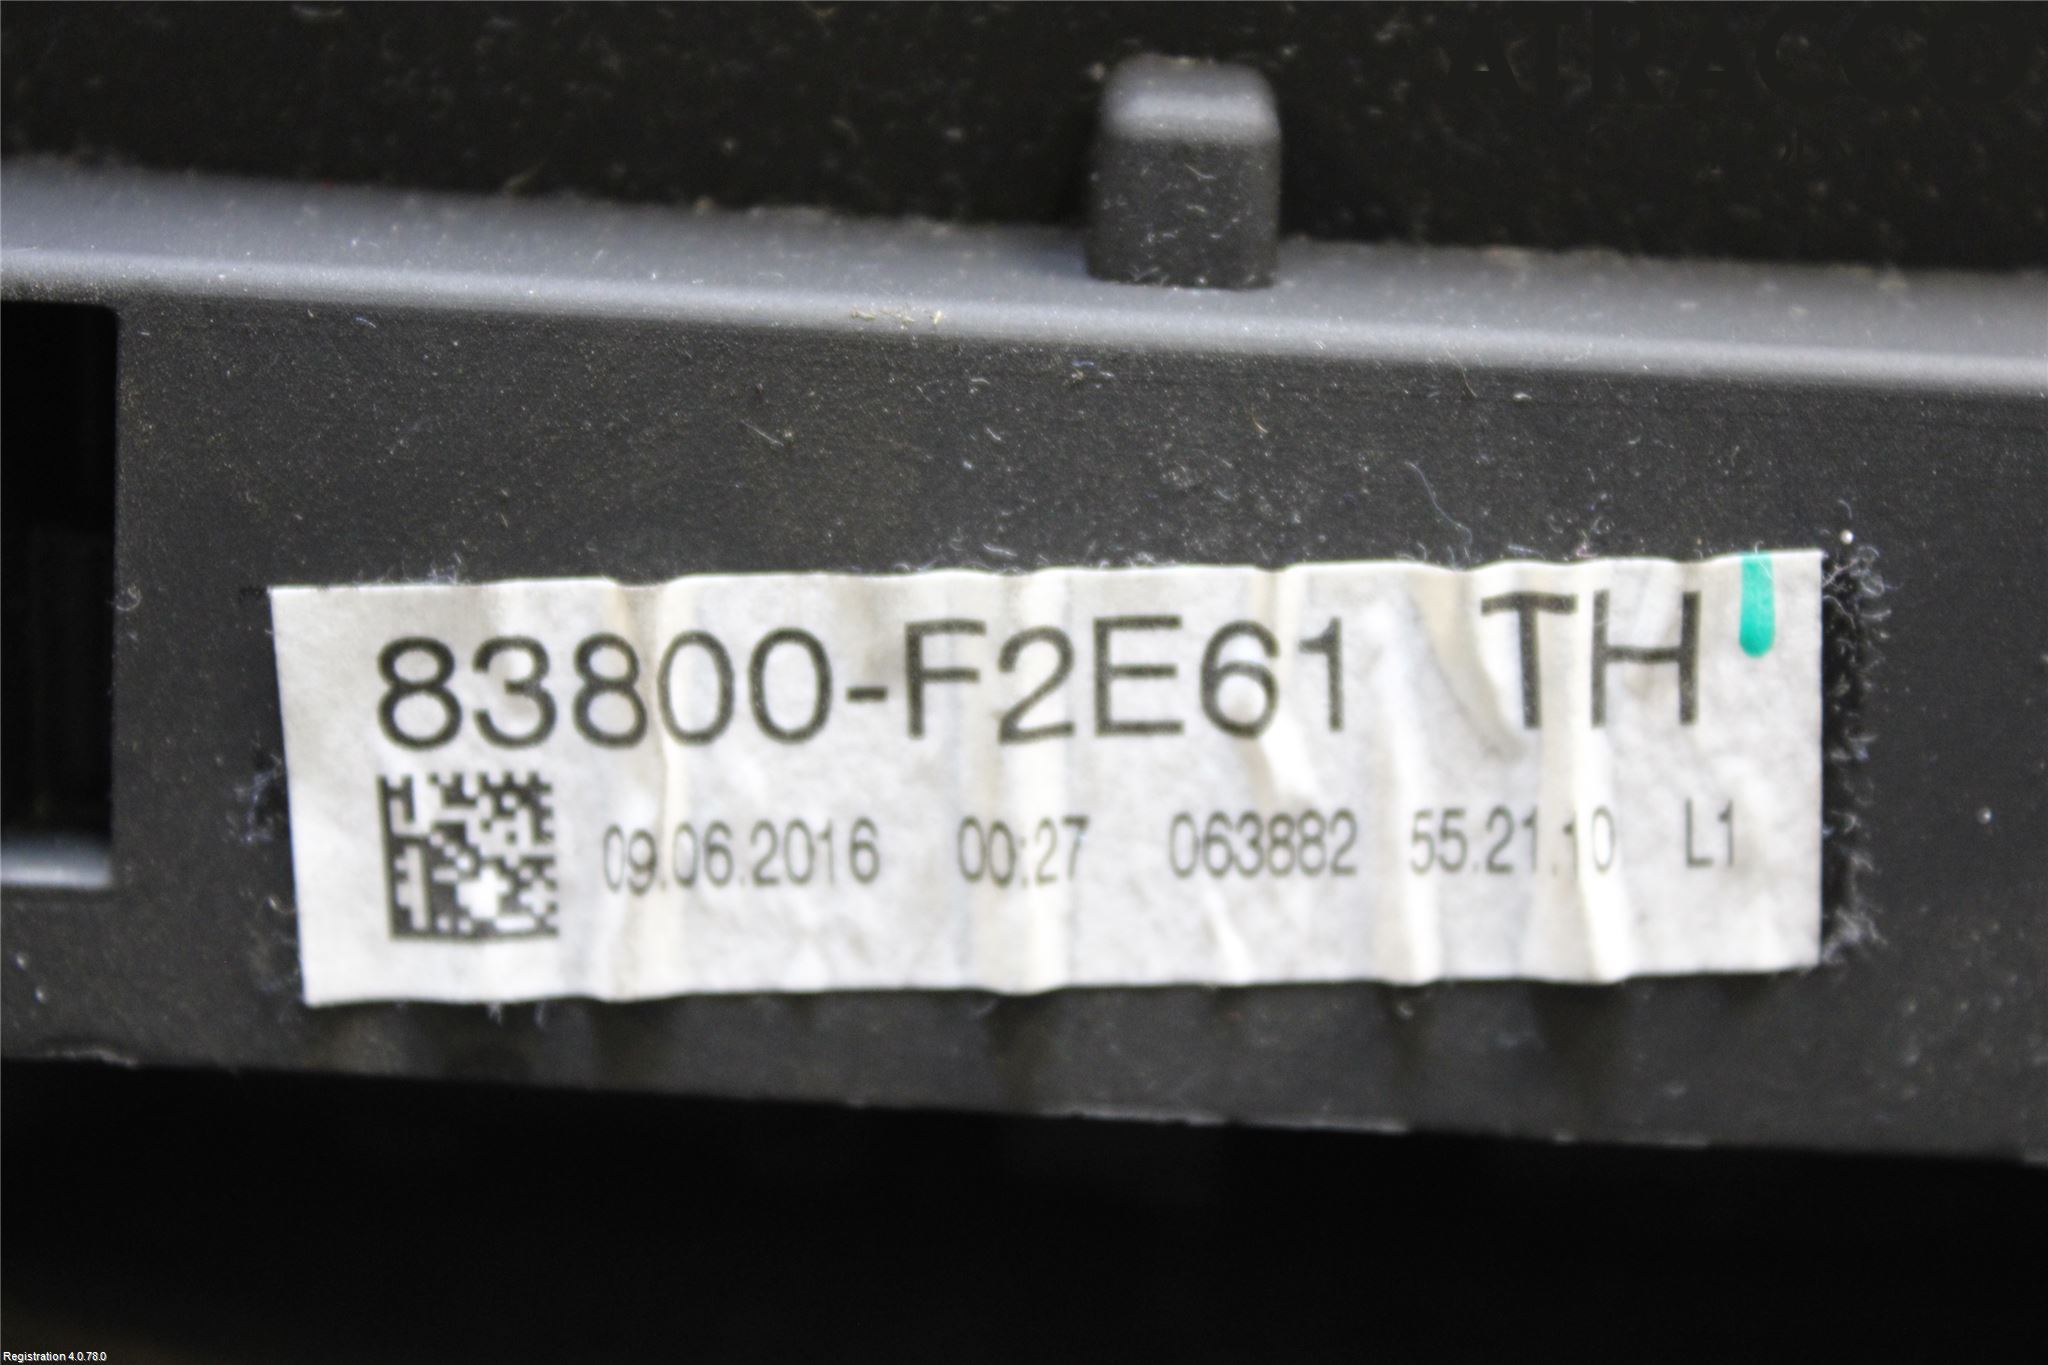 83800-F2E61 TH
09.06.2016 00:27 063882 55.21.10 L1
Registration 4.0.78.0